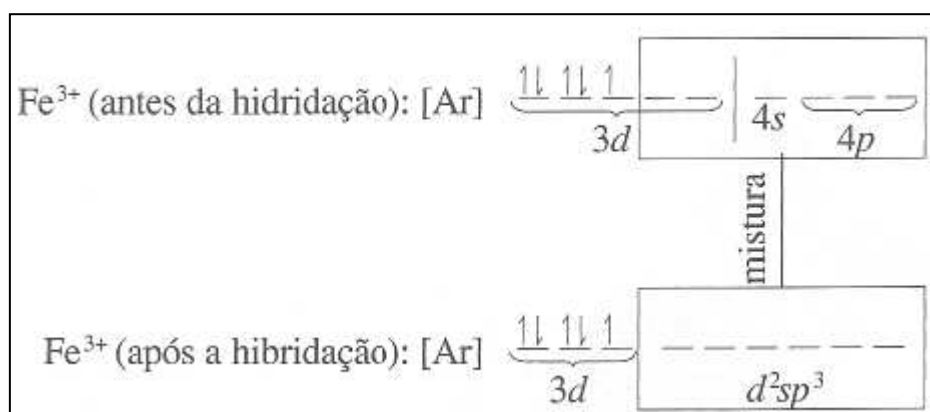 Fe³⁺ (antes da hidridação): [Ar] 3d 4s 4p
mistura
Fe³⁺ (após a hibridação): [Ar] 3d d²sp³